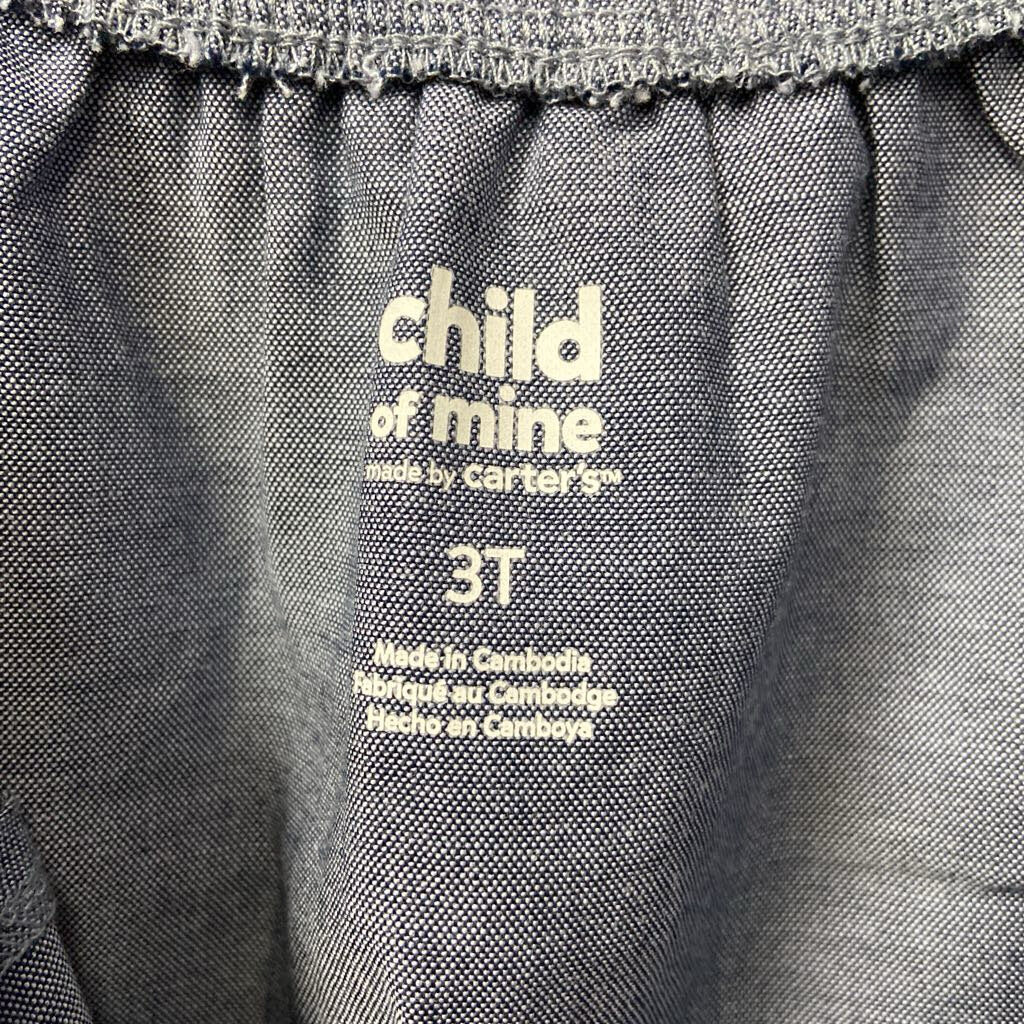 child
of mine
made by carter's™
3T
Made in Cambodia
Fabriqué au Cambodge
Hecho en Camboya